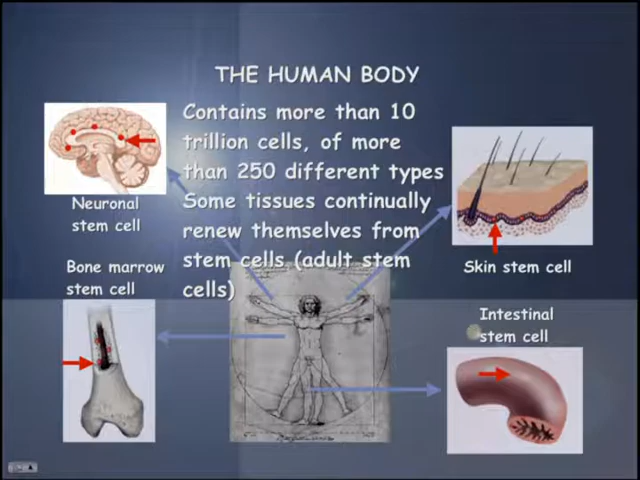 THE HUMAN BODY
Contains more than 10
trillion cells, of more
than 250 different types
Some tissues continually
renew themselves from
stem cells (adult stem
cells)
Neuronal
stem cell
Bone marrow
stem cell
Skin stem cell
Intestinal
stem cell